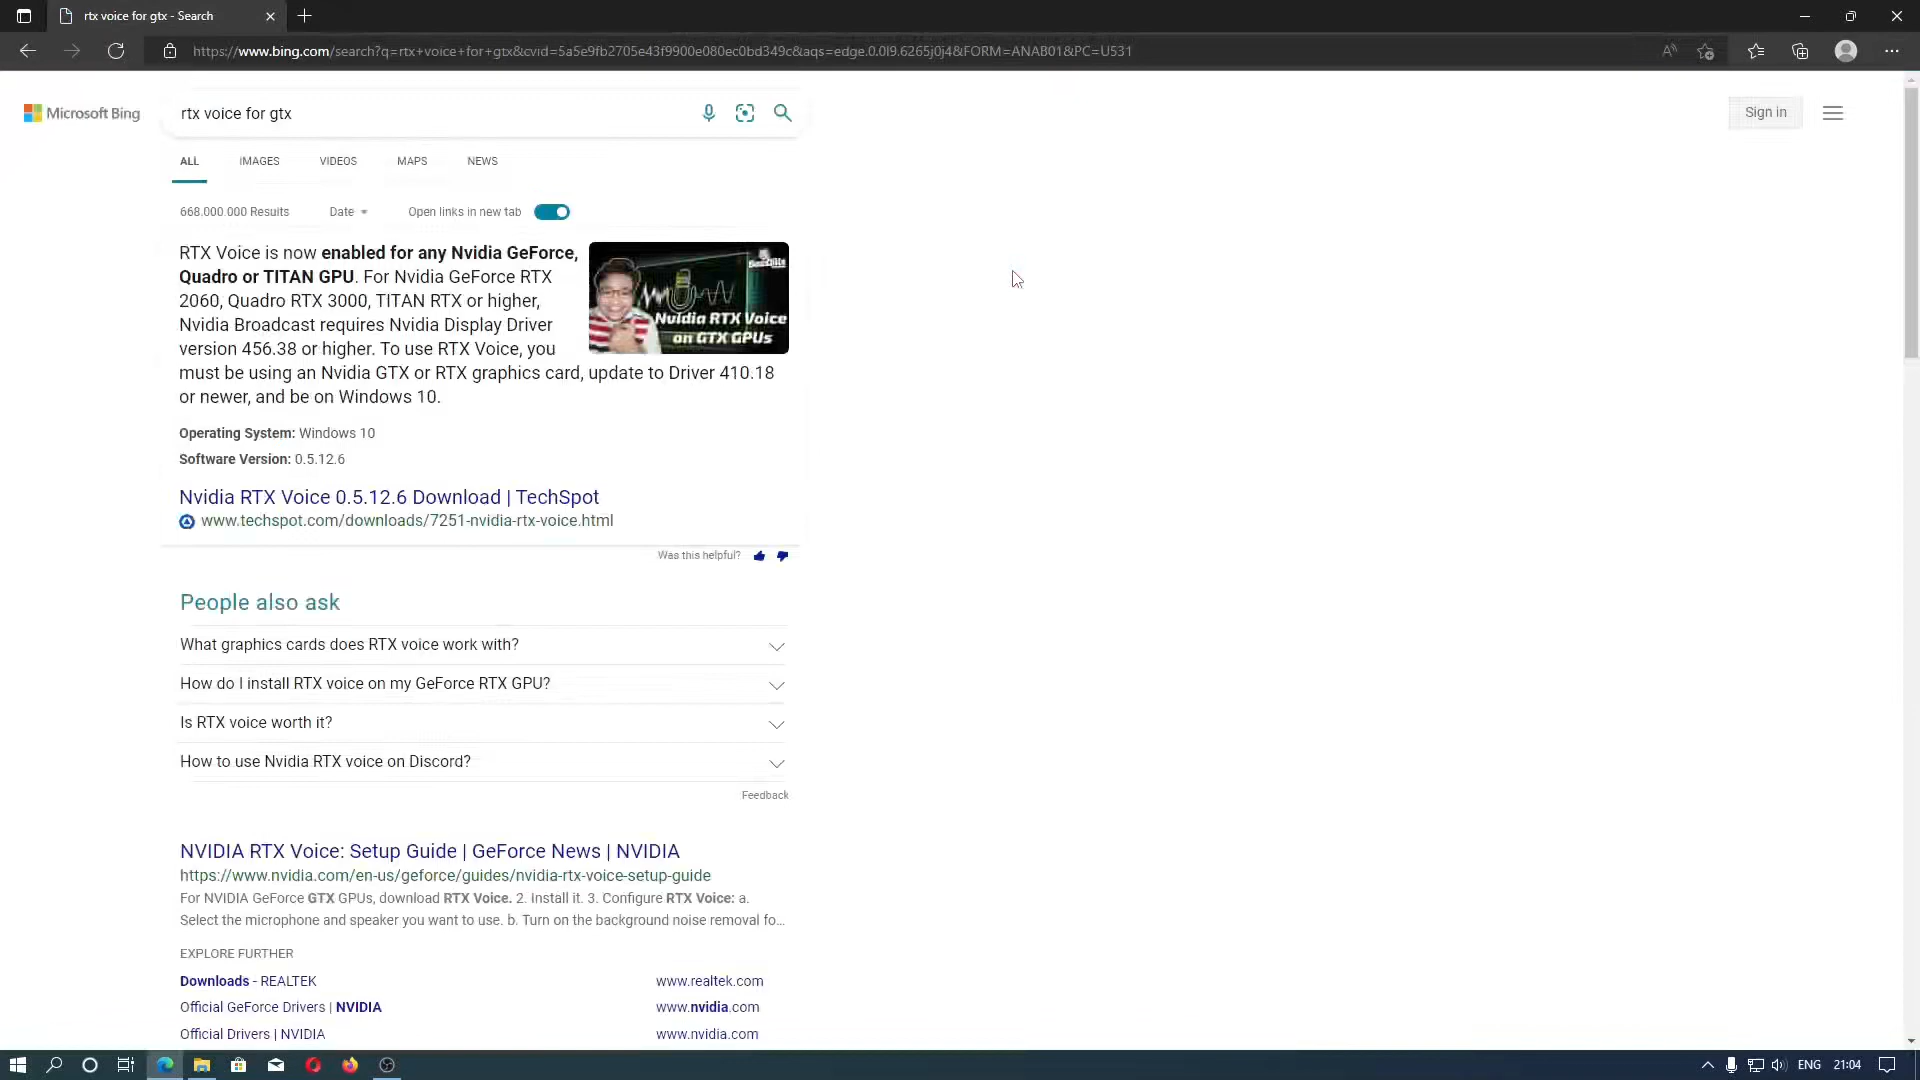 rtx voice for gtx - Search
https://www.bing.com/search?q=rtx+voice+for+gtx&cvid=5a5e9fb2705e43f9900e080ec0bd349c&aqs=edge.0.0l9.6265j0j4&FORM=ANAB01&PC=U531
Microsoft Bing
rtx voice for gtx
Sign in
ALL IMAGES VIDEOS MAPS NEWS
668.000.000 Results Date Open links in new tab
RTX Voice is now enabled for any Nvidia GeForce,
Quadro or TITAN GPU. For Nvidia GeForce RTX
2060, Quadro RTX 3000, TITAN RTX or higher,
Nvidia Broadcast requires Nvidia Display Driver
version 456.38 or higher. To use RTX Voice, you
must be using an Nvidia GTX or RTX graphics card, update to Driver 410.18
or newer, and be on Windows 10.
Nvidia RTX Voice
on GTX GPUs
Operating System: Windows 10
Software Version: 0.5.12.6
Nvidia RTX Voice 0.5.12.6 Download | TechSpot
www.techspot.com/downloads/7251-nvidia-rtx-voice.html
Was this helpful?
People also ask
What graphics cards does RTX voice work with?
How do I install RTX voice on my GeForce RTX GPU?
Is RTX voice worth it?
How to use Nvidia RTX voice on Discord?
Feedback
NVIDIA RTX Voice: Setup Guide | GeForce News | NVIDIA
https://www.nvidia.com/en-us/geforce/guides/nvidia-rtx-voice-setup-guide
For NVIDIA GeForce GTX GPUs, download RTX Voice. 2. Install it. 3. Configure RTX Voice: a.
Select the microphone and speaker you want to use. b. Turn on the background noise removal fo...
EXPLORE FURTHER
Downloads - REALTEK www.realtek.com
Official GeForce Drivers | NVIDIA www.nvidia.com
Official Drivers | NVIDIA www.nvidia.com
ENG 21:04